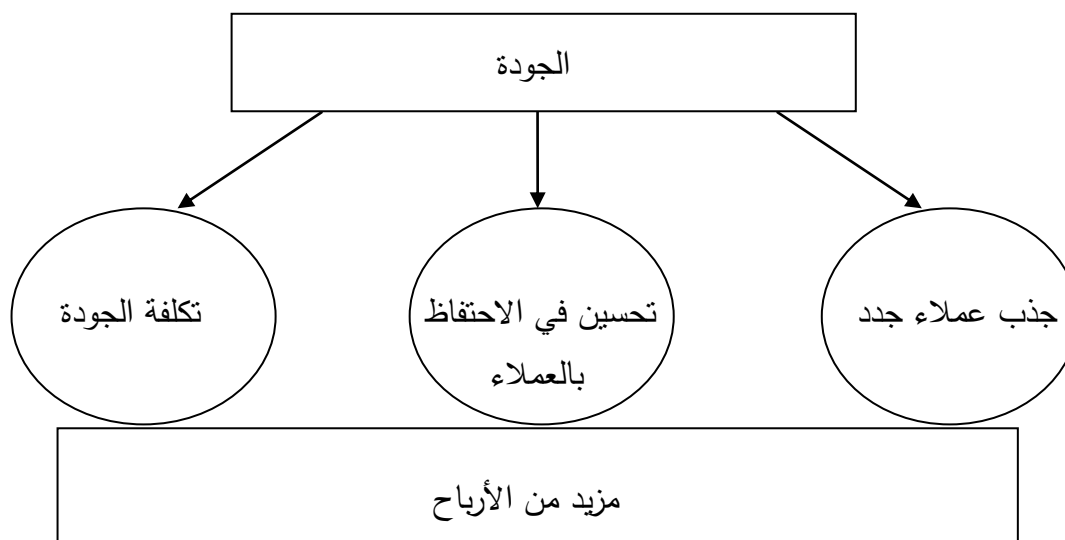 الجودة
جذب عملاء جدد
تحسين في الاحتفاظ
بالعملاء
تكلفة الجودة
مزيد من الأرباح